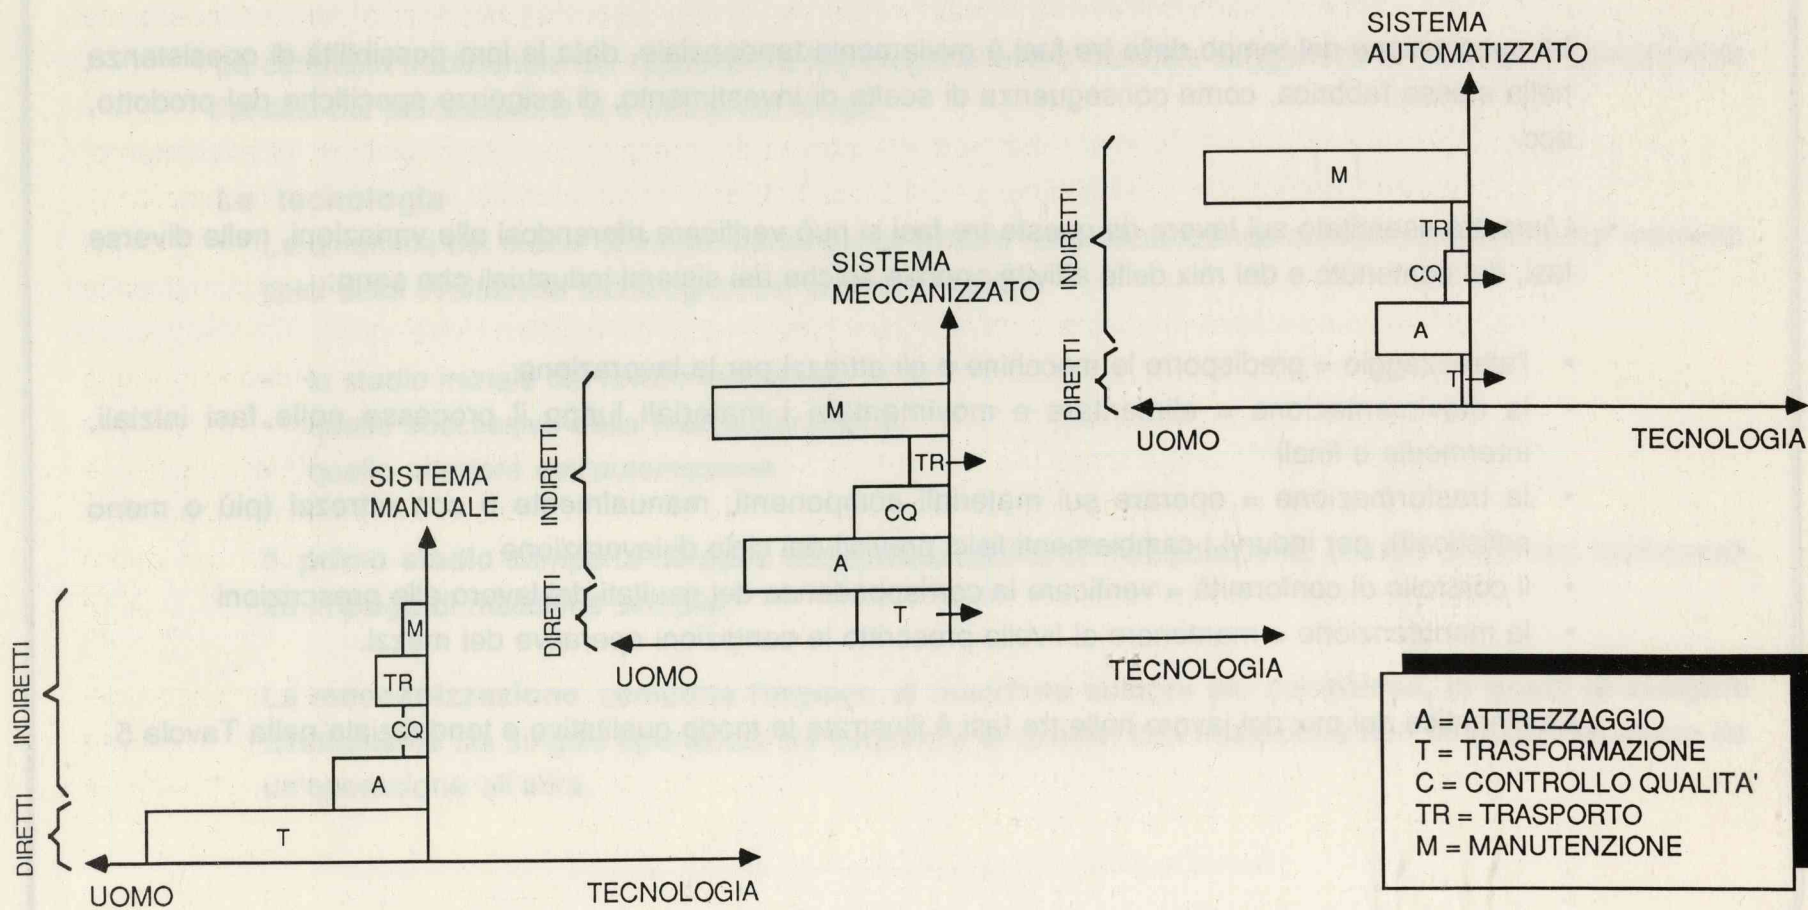 SISTEMA
MANUALE
M
TR
CQ
A
T
INDIRETTI
DIRETTI
UOMO
TECNOLOGIA
SISTEMA
MECCANIZZATO
M
TR
CQ
A
T
INDIRETTI
DIRETTI
UOMO
TECNOLOGIA
SISTEMA
AUTOMATIZZATO
M
TR
CQ
A
T
INDIRETTI
DIRETTI
UOMO
TECNOLOGIA
A = ATTREZZAGGIO
T = TRASFORMAZIONE
C = CONTROLLO QUALITA'
TR = TRASPORTO
M = MANUTENZIONE